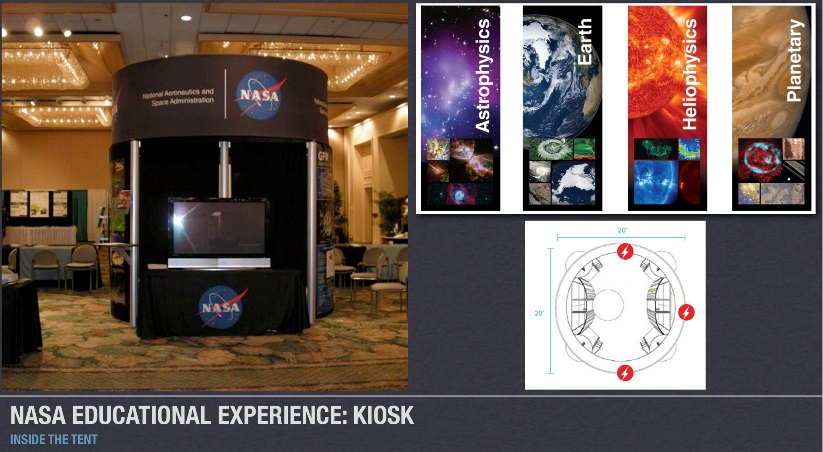 National Aeronautics and
Space Administration
NASA
NASA
Astrophysics
Earth
Heliophysics
Planetary
20'
20'
NASA EDUCATIONAL EXPERIENCE: KIOSK
INSIDE THE TENT